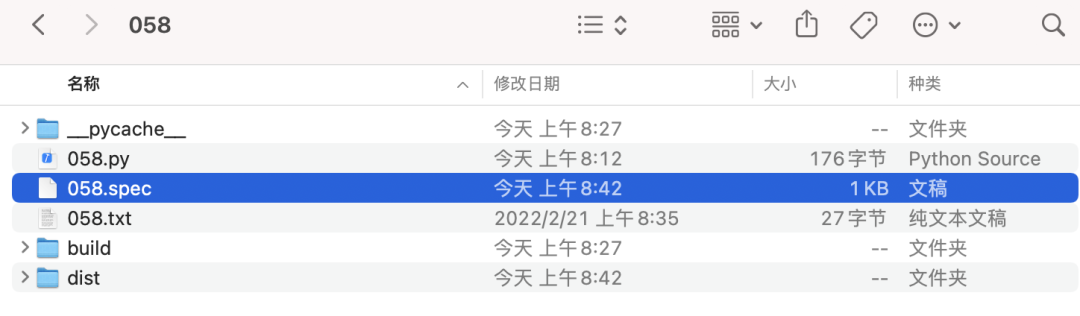 058
名称 修改日期 大小 种类
__pycache__ 今天 上午8:27 -- 文件夹
058.py 今天 上午8:12 176字节 Python Source
058.spec 今天 上午8:42 1 KB 文稿
058.txt 2022/2/21 上午8:35 27字节 纯文本文稿
build 今天 上午8:27 -- 文件夹
dist 今天 上午8:42 -- 文件夹